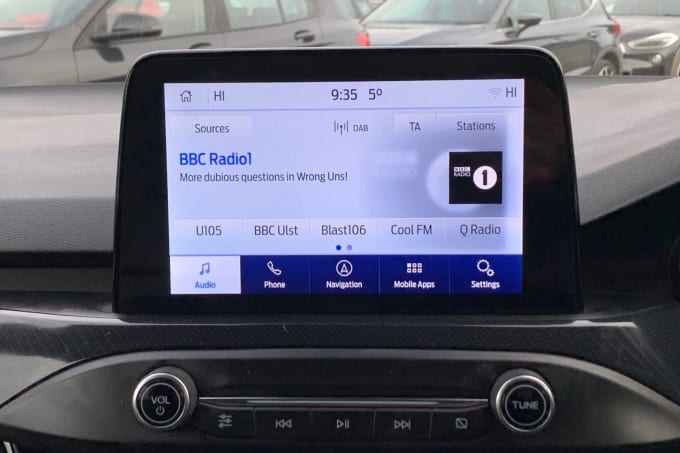 HI 9:35 5° HI
Sources DAB TA Stations
BBC Radio1
More dubious questions in Wrong Uns!
BBC RADIO 1
U105 BBC Ulst Blast106 Cool FM Q Radio
Audio Phone Navigation Mobile Apps Settings
VOL TUNE